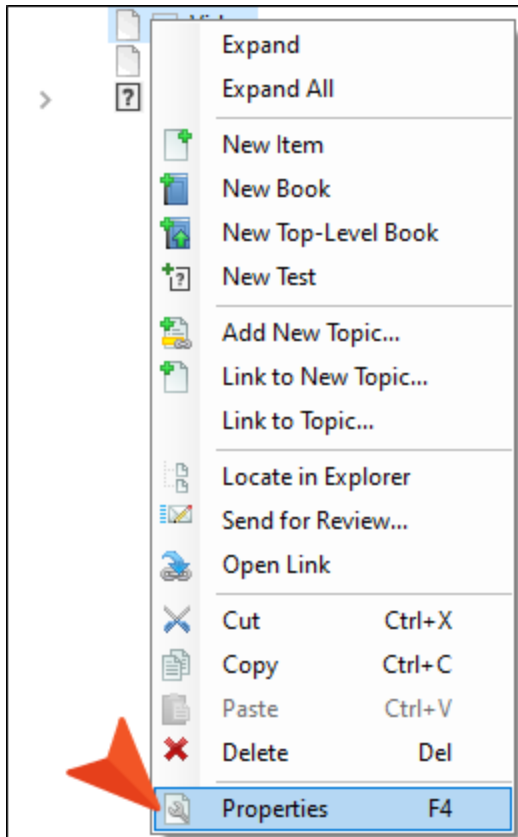 Expand
Expand All
New Item
New Book
New Top-Level Book
New Test
Add New Topic...
Link to New Topic...
Link to Topic...
Locate in Explorer
Send for Review...
Open Link
Cut Ctrl+X
Copy Ctrl+C
Paste Ctrl+V
Delete Del
Properties F4